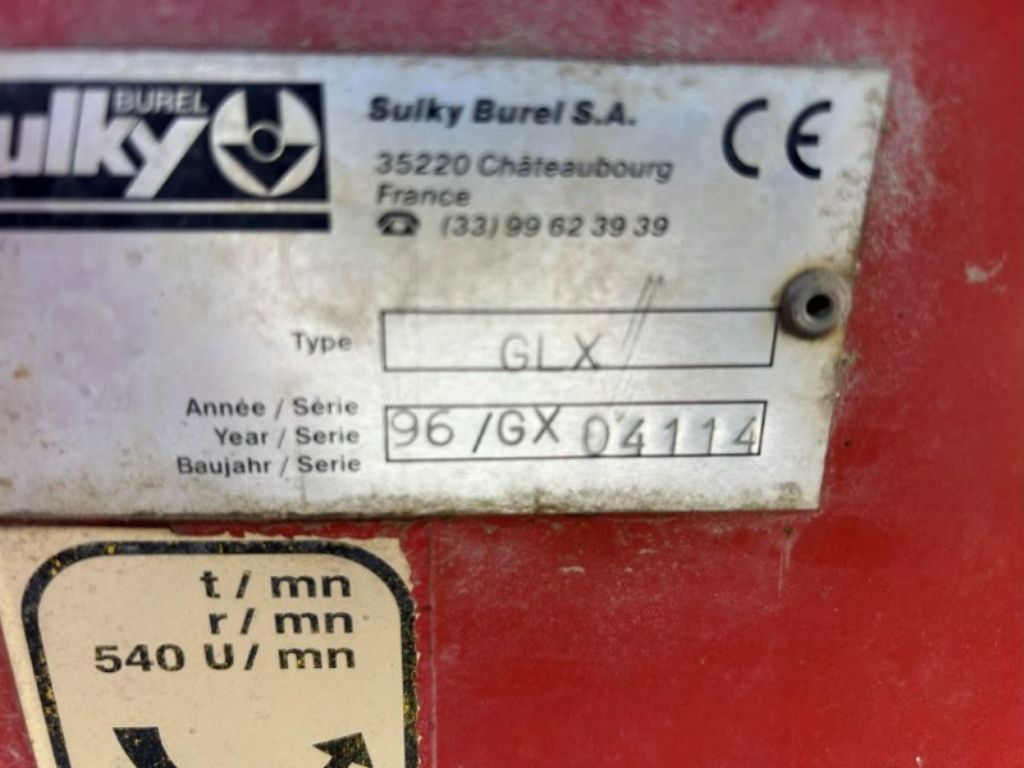 BUREL
ulky
Sulky Burel S.A.
35220 Châteaubourg
France
☎ (33) 99 62 39 39
CE
Type GLX
Année / Série
Year / Serie 96 /GX 04114
Baujahr / Serie
t / mn
r / mn
540 U / mn